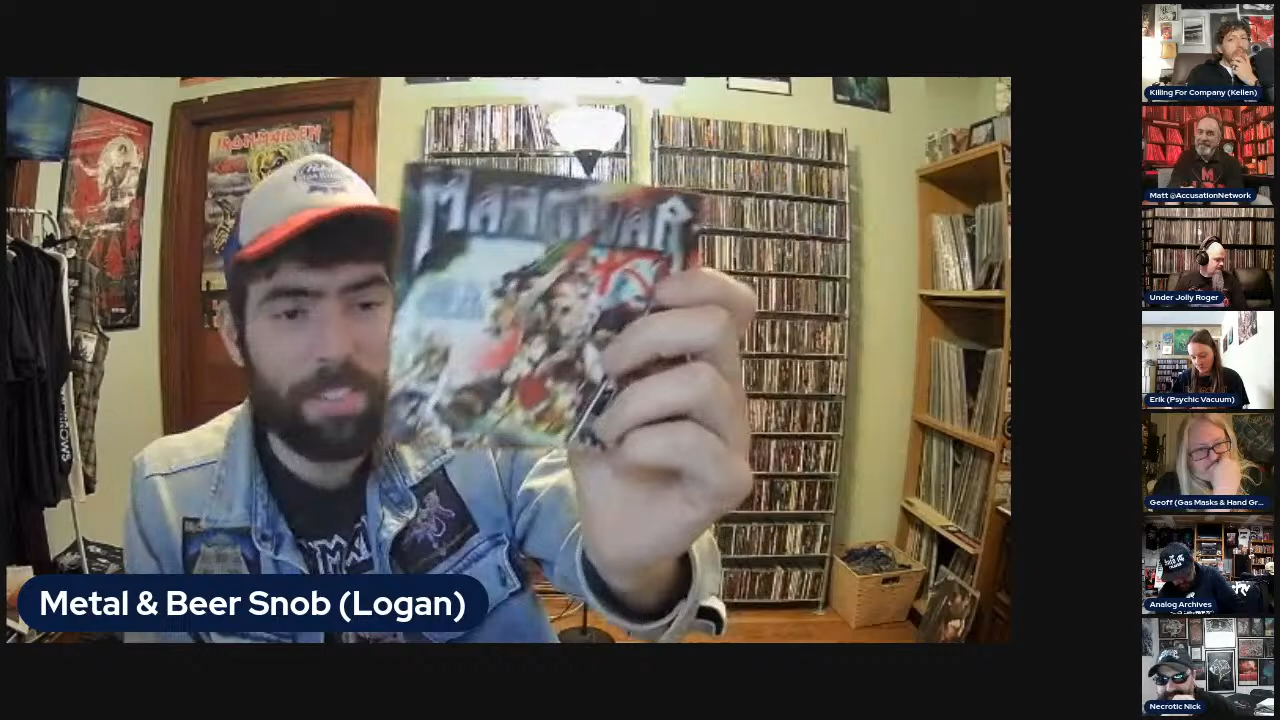 MANOWAR
IRON MAIDEN
Metal & Beer Snob (Logan)
Killing For Company (Kellen)
Matt @AccusationNetwork
Under Jolly Roger
Erik (Psychic Vacuum)
Geoff (Gas Masks & Hand Gr...
Analog Archives
Necrotic Nick